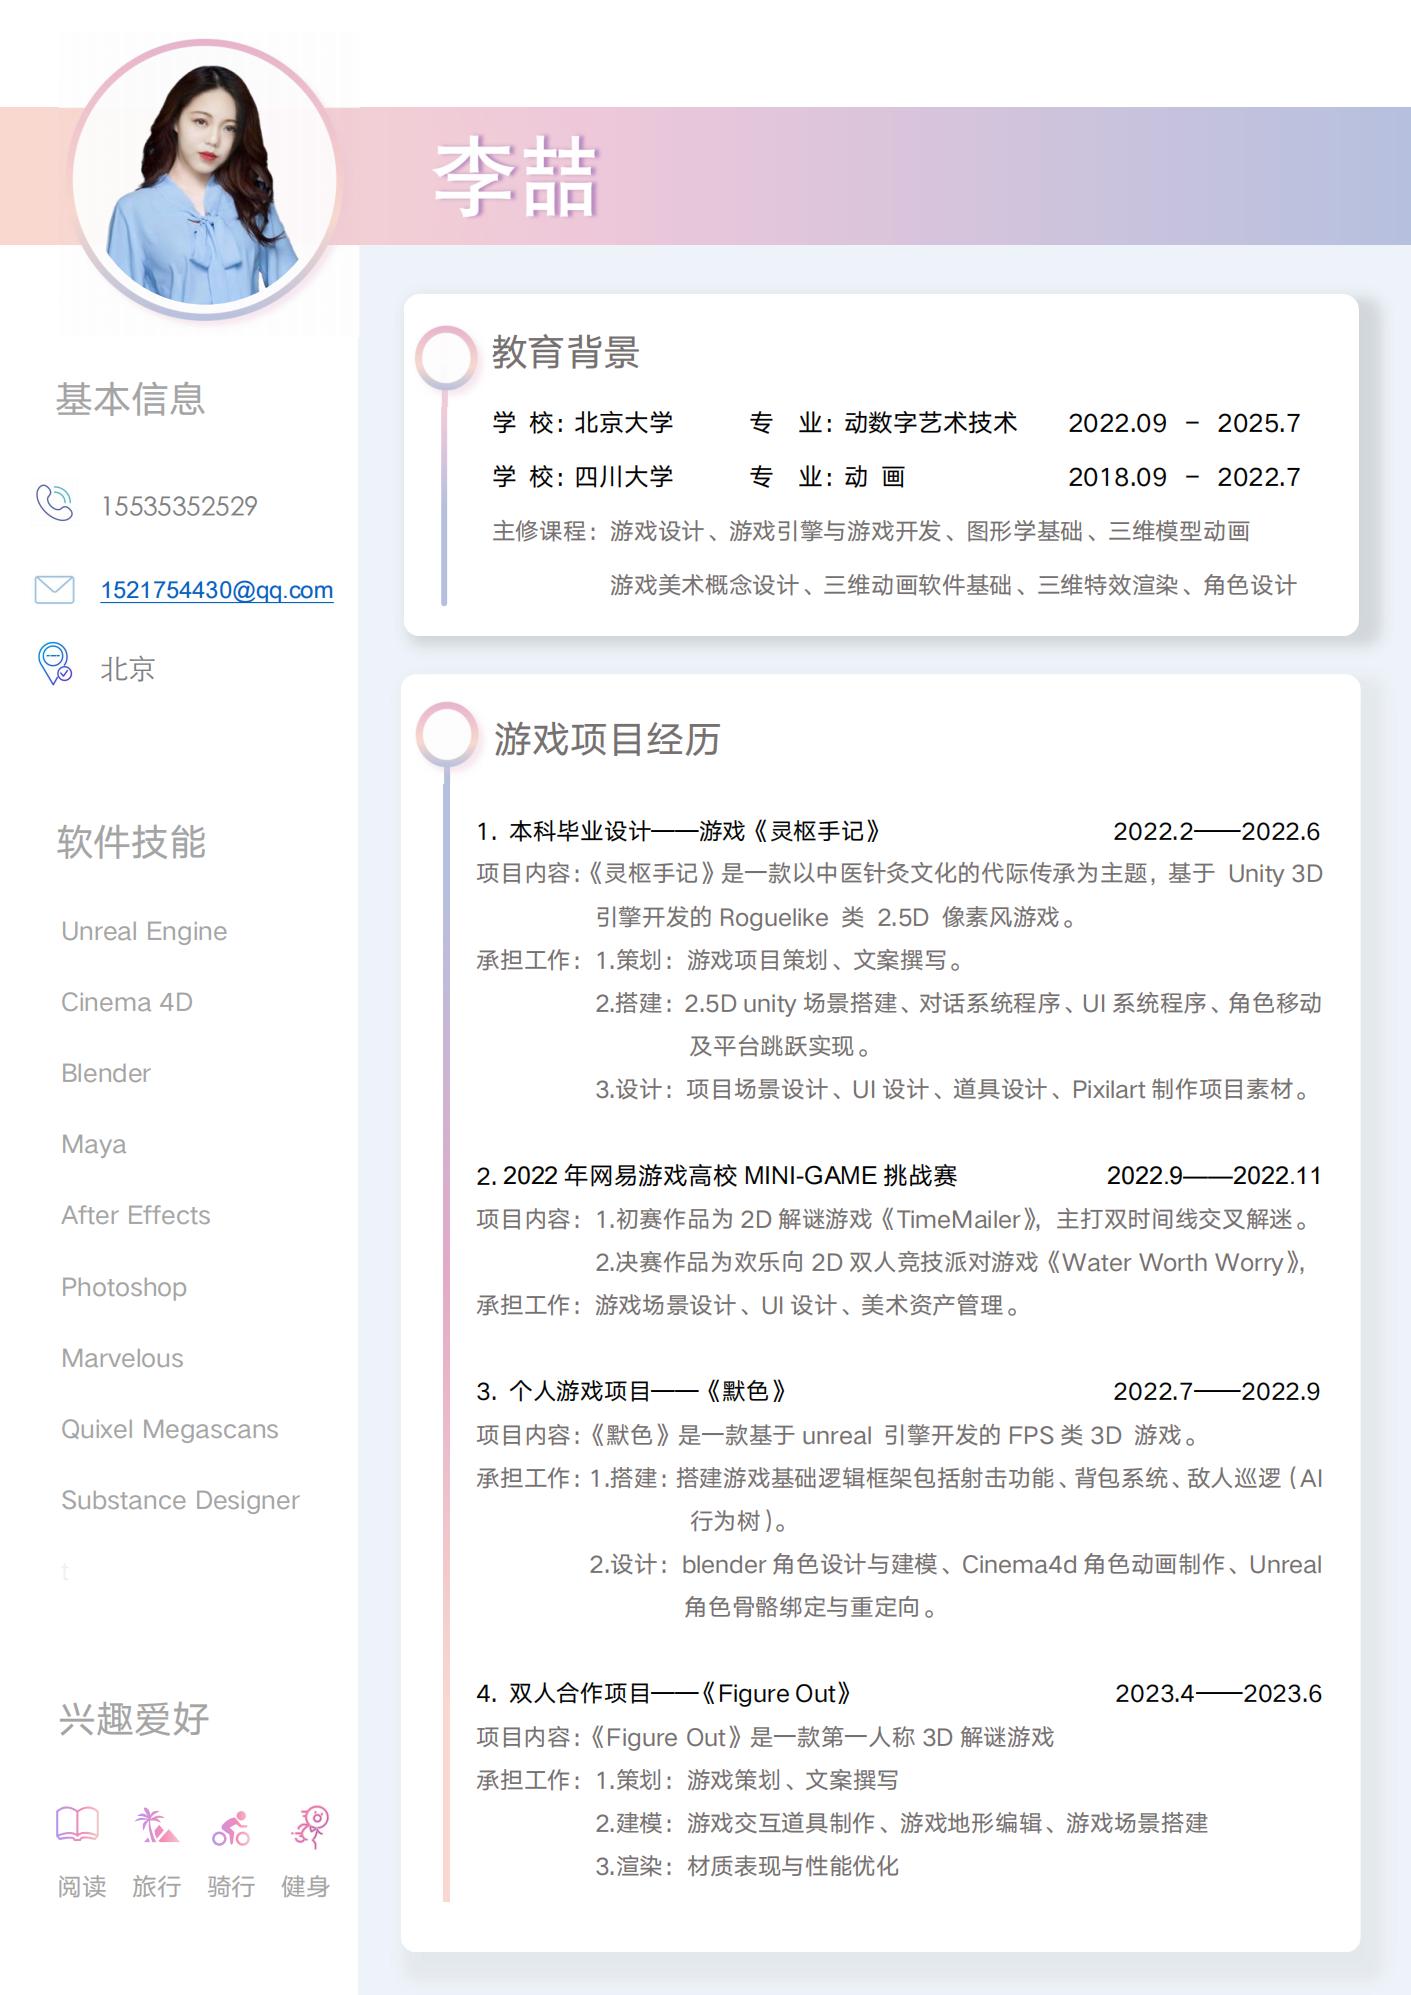 李喆
基本信息
15535352529
1521754430@qq.com
北京
软件技能
Unreal Engine
Cinema 4D
Blender
Maya
After Effects
Photoshop
Marvelous
Quixel Megascans
Substance Designer
t
兴趣爱好
阅读 旅行 骑行 健身
教育背景
学 校：北京大学 专 业：动数字艺术技术 2022.09 – 2025.7
学 校：四川大学 专 业：动 画 2018.09 – 2022.7
主修课程：游戏设计、游戏引擎与游戏开发、图形学基础、三维模型动画
游戏美术概念设计、三维动画软件基础、三维特效渲染、角色设计
游戏项目经历
1. 本科毕业设计——游戏《灵枢手记》 2022.2——2022.6
项目内容：《灵枢手记》是一款以中医针灸文化的代际传承为主题，基于 Unity 3D
引擎开发的 Roguelike 类 2.5D 像素风游戏。
承担工作：1.策划：游戏项目策划、文案撰写。
2.搭建：2.5D unity 场景搭建、对话系统程序、UI 系统程序、角色移动
及平台跳跃实现。
3.设计：项目场景设计、UI 设计、道具设计、Pixilart 制作项目素材。
2. 2022 年网易游戏高校 MINI-GAME 挑战赛 2022.9——2022.11
项目内容：1.初赛作品为 2D 解谜游戏《TimeMailer》，主打双时间线交叉解迷。
2.决赛作品为欢乐向 2D 双人竞技派对游戏《Water Worth Worry》，
承担工作：游戏场景设计、UI 设计、美术资产管理。
3. 个人游戏项目——《默色》 2022.7——2022.9
项目内容：《默色》是一款基于 unreal 引擎开发的 FPS 类 3D 游戏。
承担工作：1.搭建：搭建游戏基础逻辑框架包括射击功能、背包系统、敌人巡逻（AI
行为树）。
2.设计：blender 角色设计与建模、Cinema4d 角色动画制作、Unreal
角色骨骼绑定与重定向。
4. 双人合作项目——《Figure Out》 2023.4——2023.6
项目内容：《Figure Out》是一款第一人称 3D 解谜游戏
承担工作：1.策划：游戏策划、文案撰写
2.建模：游戏交互道具制作、游戏地形编辑、游戏场景搭建
3.渲染：材质表现与性能优化